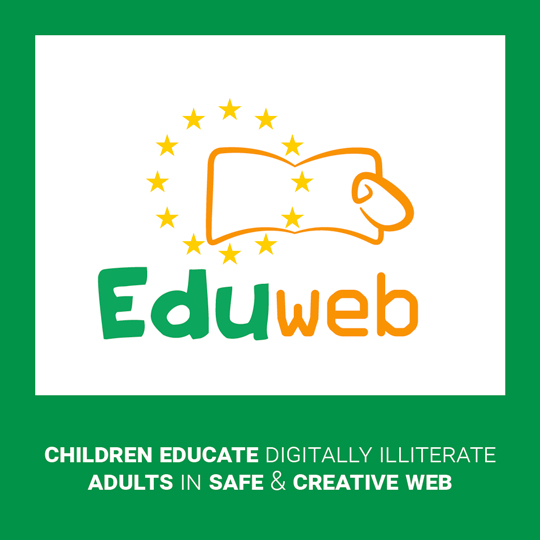 Eduweb
CHILDREN EDUCATE DIGITALLY ILLITERATE
ADULTS IN SAFE & CREATIVE WEB